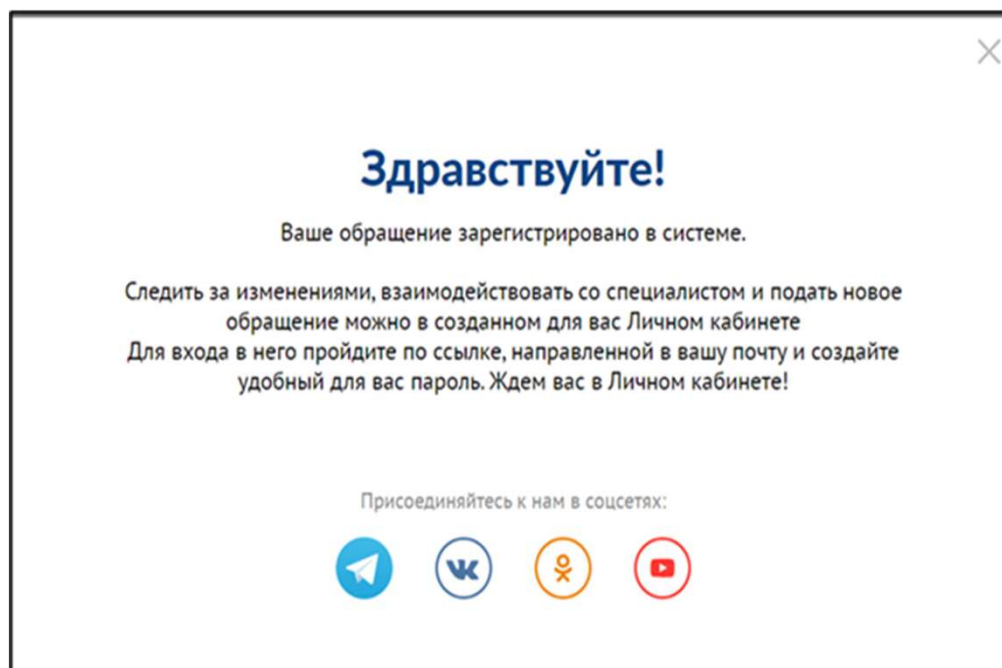 Здравствуйте!
Ваше обращение зарегистрировано в системе.
Следить за изменениями, взаимодействовать со специалистом и подать новое
обращение можно в созданном для вас Личном кабинете
Для входа в него пройдите по ссылке, направленной в вашу почту и создайте
удобный для вас пароль. Ждем вас в Личном кабинете!
Присоединяйтесь к нам в соцсетях: